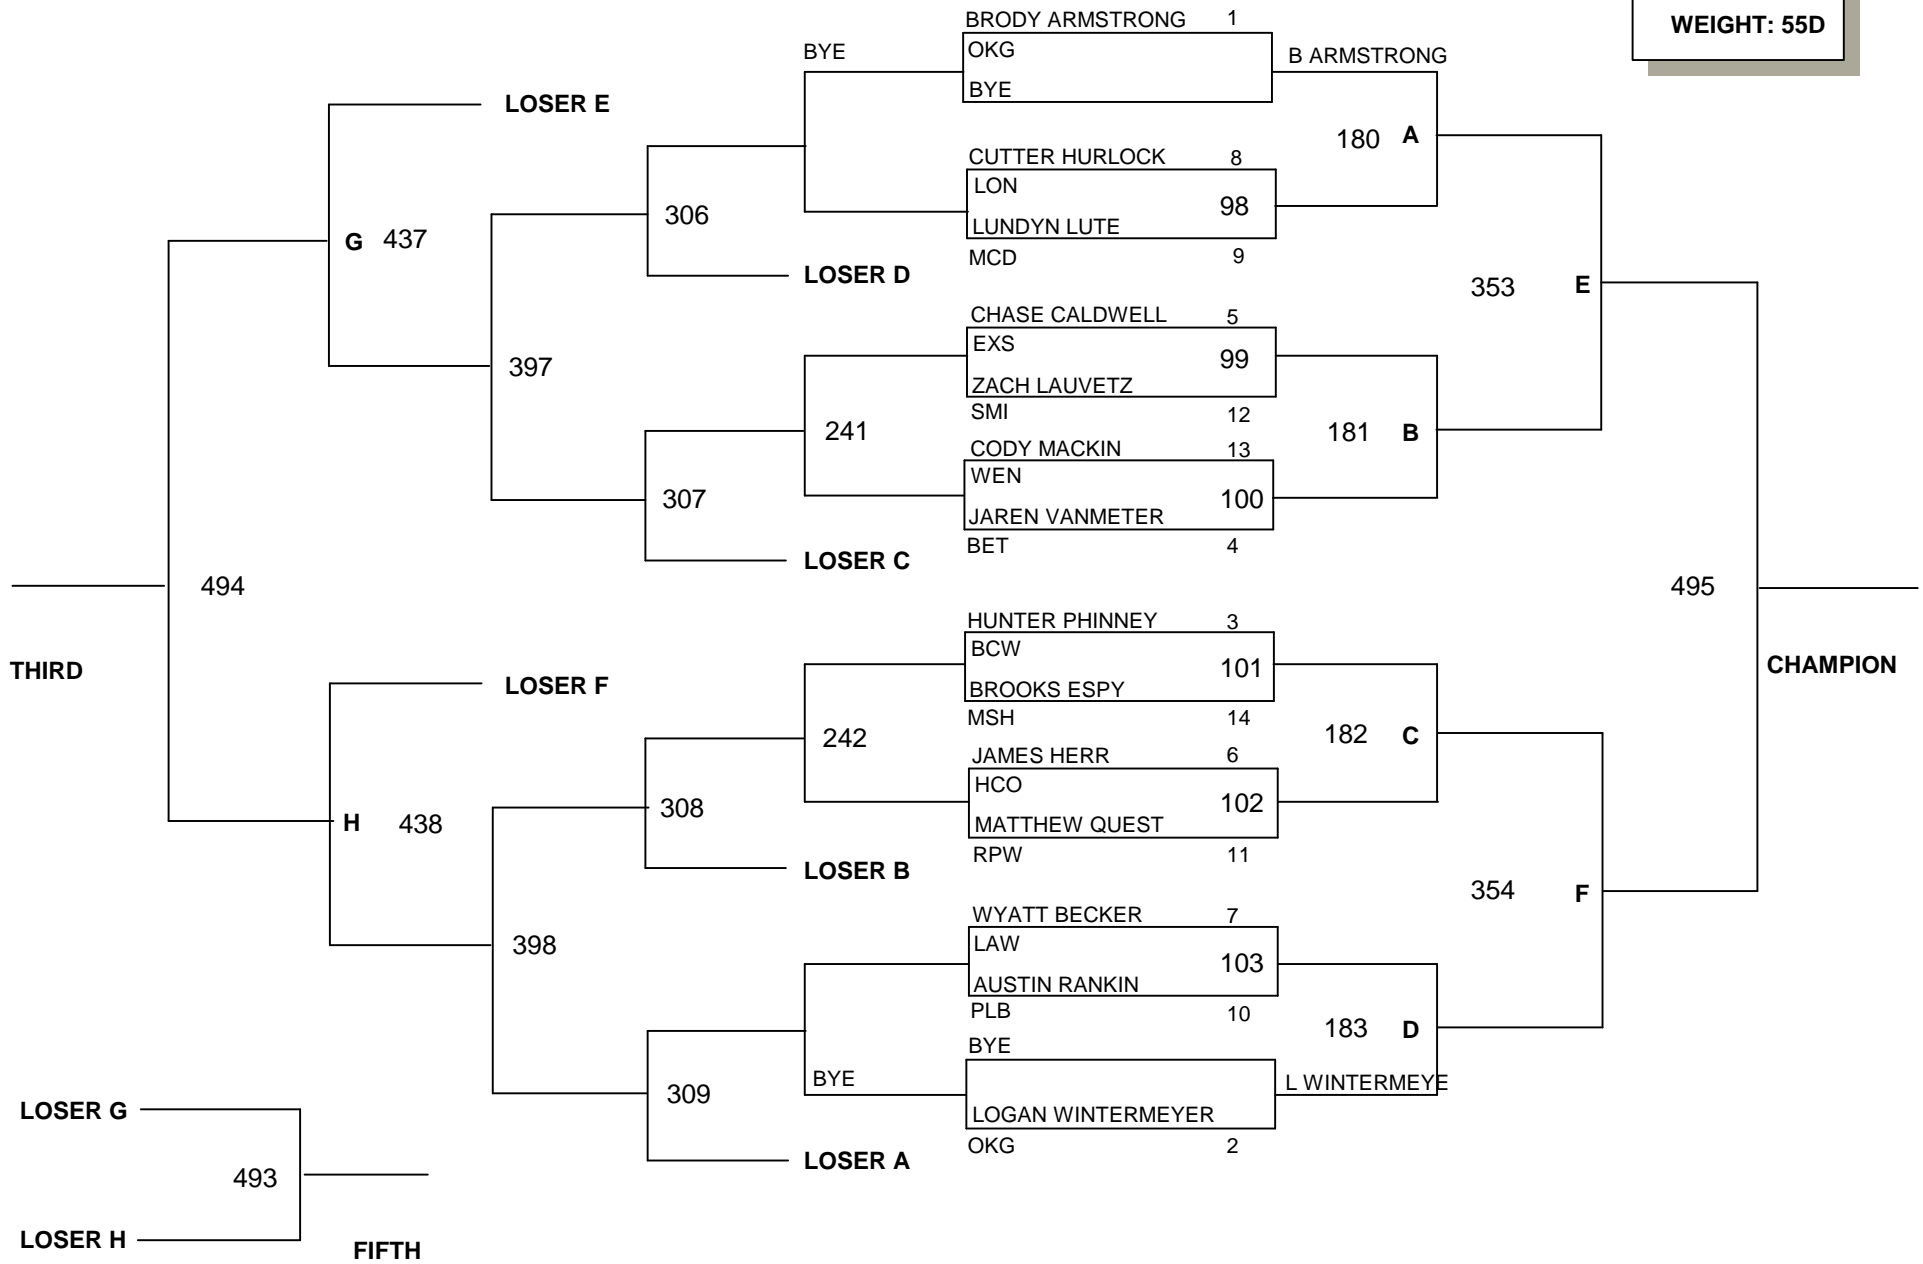 WEIGHT: 55D
BRODY ARMSTRONG 1
OKG
BYE
BYE
B ARMSTRONG
LOSER E
180 A
CUTTER HURLOCK 8
LON
98
LUNDYN LUTE
MCD 9
306
G 437
LOSER D
353 E
CHASE CALDWELL 5
EXS
99
ZACH LAUVETZ
SMI 12
397
241
181 B
CODY MACKIN 13
WEN
100
JAREN VANMETER
BET 4
307
LOSER C
494
495
THIRD
CHAMPION
HUNTER PHINNEY 3
BCW
101
BROOKS ESPY
MSH 14
LOSER F
242
182 C
JAMES HERR 6
HCO
102
MATTHEW QUEST
RPW 11
308
H 438
LOSER B
354 F
WYATT BECKER 7
LAW
103
AUSTIN RANKIN
PLB 10
398
183 D
BYE
BYE
L WINTERMEYE
LOGAN WINTERMEYER
OKG 2
309
LOSER A
LOSER G
493
LOSER H
FIFTH